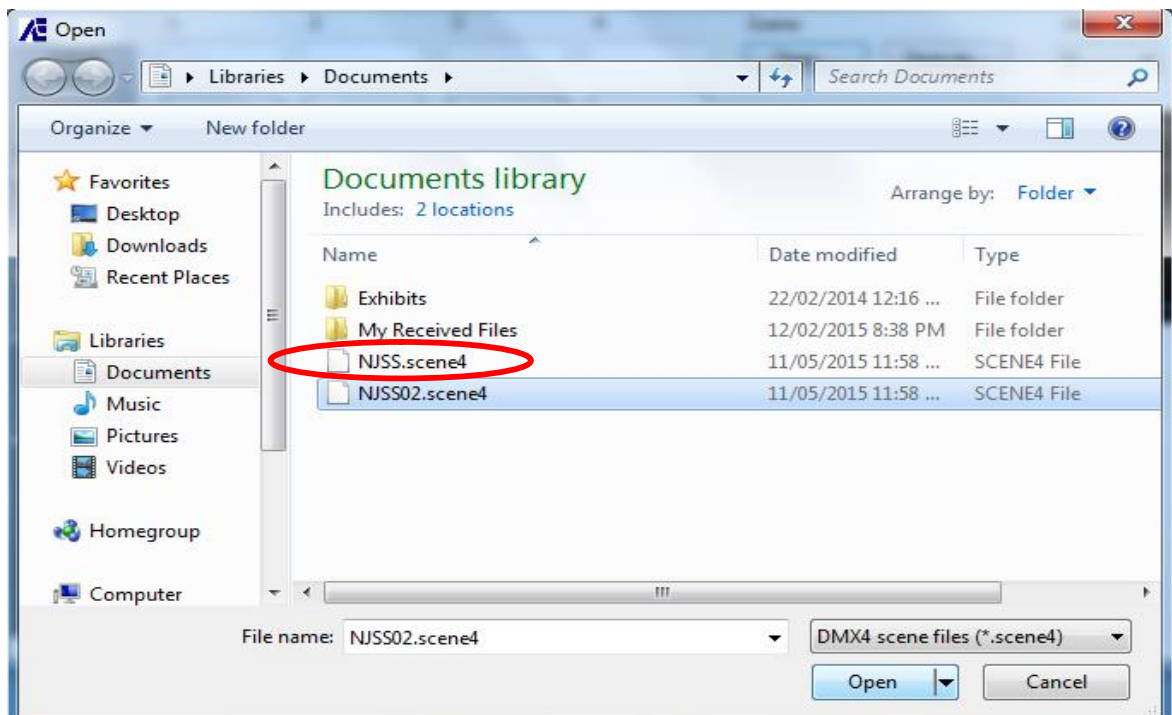 Open
Libraries Documents
Search Documents
Organize New folder
Favorites
Desktop
Downloads
Recent Places
Libraries
Documents
Music
Pictures
Videos
Homegroup
Computer
Documents library
Includes: 2 locations
Arrange by: Folder
Name Date modified Type
Exhibits 22/02/2014 12:16 ... File folder
My Received Files 12/02/2015 8:38 PM File folder
NJSS.scene4 11/05/2015 11:58 ... SCENE4 File
NJSS02.scene4 11/05/2015 11:58 ... SCENE4 File
File name: NJSS02.scene4 DMX4 scene files (*.scene4)
Open Cancel